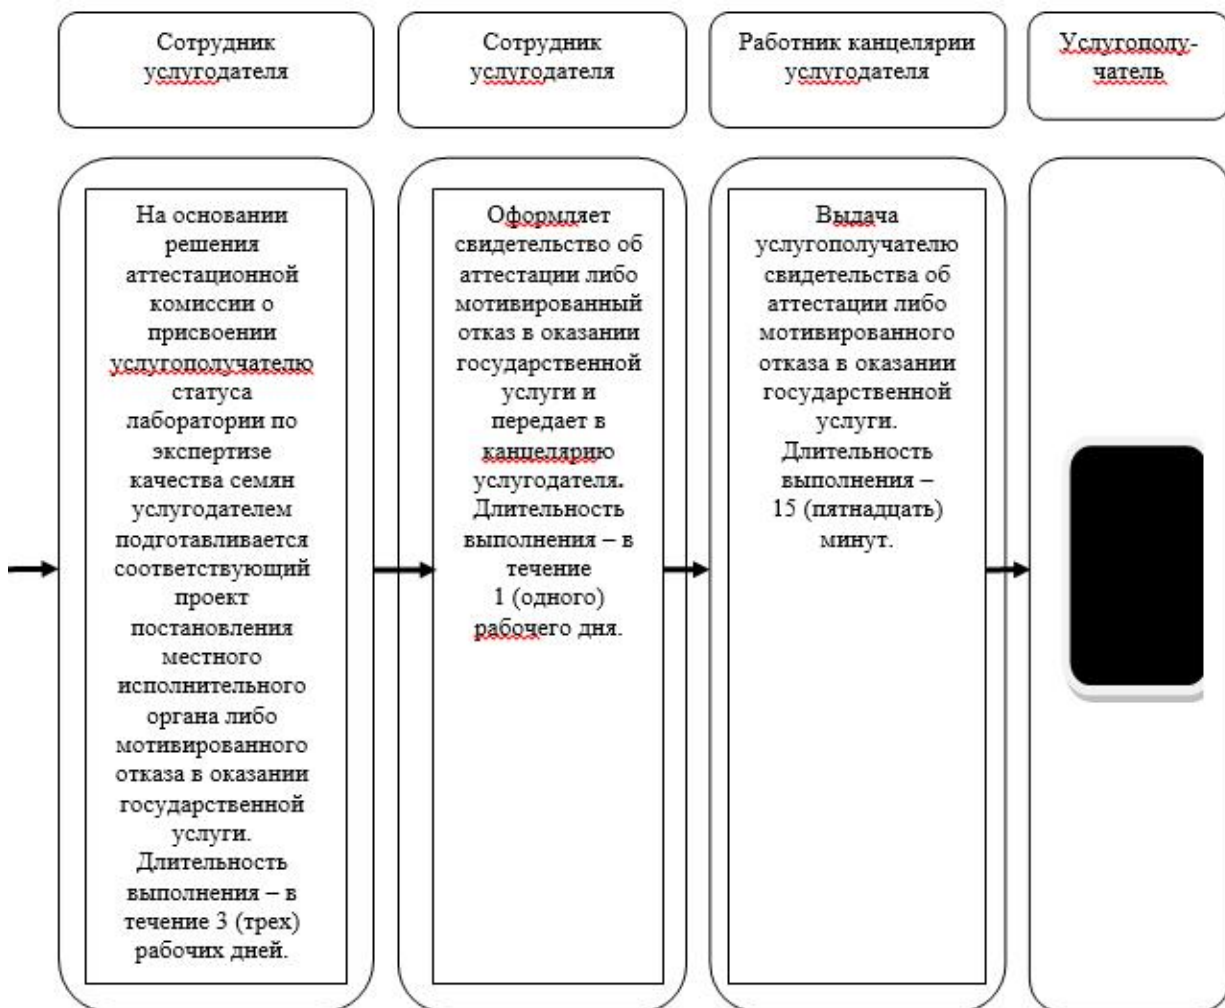 Сотрудник
услугодателя
Сотрудник
услугодателя
Работник канцелярии
услугодателя
Услугополу-
чатель
На основании
решения
аттестационной
комиссии о
присвоении
услугополучателю
статуса
лаборатории по
экспертизе
качества семян
услугодателем
подготавливается
соответствующий
проект
постановления
местного
исполнительного
органа либо
мотивированного
отказа в оказании
государственной
услуги.
Длительность
выполнения – в
течение 3 (трех)
рабочих дней.
Оформляет
свидетельство об
аттестации либо
мотивированный
отказ в оказании
государственной
услуги и
передает в
канцелярию
услугодателя.
Длительность
выполнения – в
течение
1 (одного)
рабочего дня.
Выдача
услугополучателю
свидетельства об
аттестации либо
мотивированного
отказа в оказании
государственной
услуги.
Длительность
выполнения –
15 (пятнадцать)
минут.